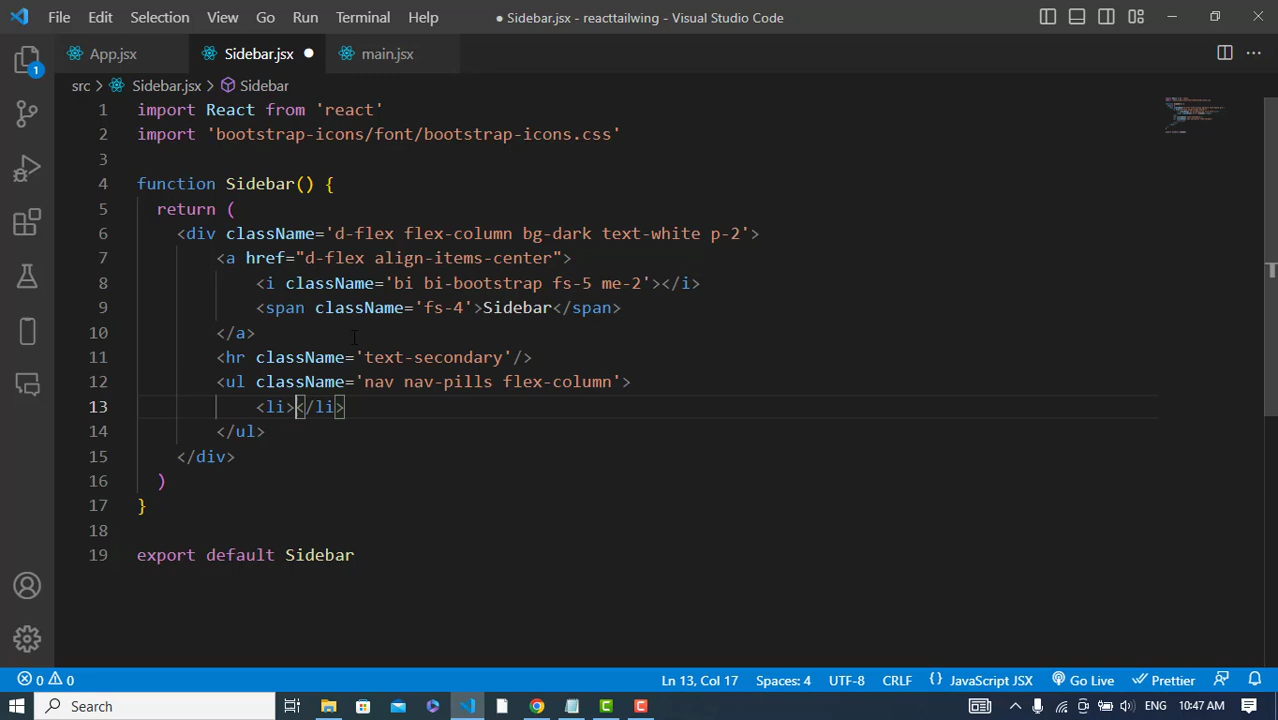 File Edit Selection View Go Run Terminal Help ● Sidebar.jsx - reacttailwing - Visual Studio Code
App.jsx Sidebar.jsx ● main.jsx
1
src > Sidebar.jsx > Sidebar
1 import React from 'react'
2 import 'bootstrap-icons/font/bootstrap-icons.css'
3
4 function Sidebar() {
5 return (
6 <div className='d-flex flex-column bg-dark text-white p-2'>
7 <a href="d-flex align-items-center">
8 <i className='bi bi-bootstrap fs-5 me-2'></i>
9 <span className='fs-4'>Sidebar</span>
10 </a>
11 <hr className='text-secondary'/>
12 <ul className='nav nav-pills flex-column'>
13 <li></li>
14 </ul>
15 </div>
16 )
17 }
18
19 export default Sidebar
0 0 Ln 13, Col 17 Spaces: 4 UTF-8 CRLF {} JavaScript JSX Go Live Prettier
Search ENG 10:47 AM